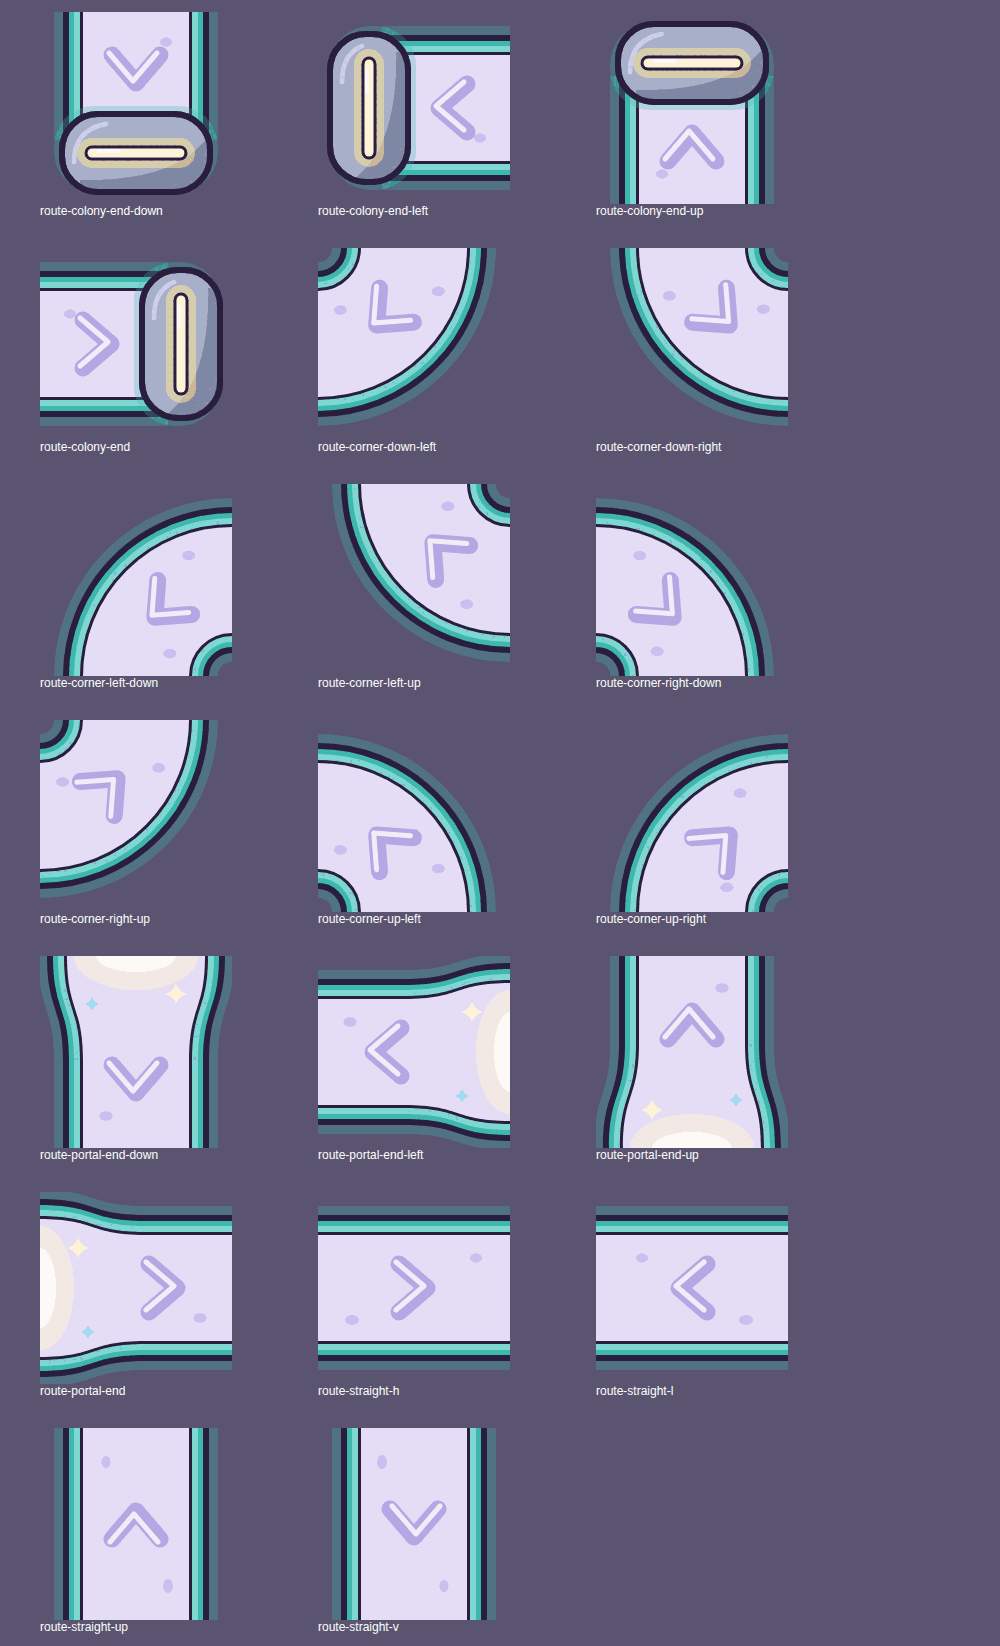 route-colony-end-down
route-colony-end-left
route-colony-end-up
route-colony-end
route-corner-down-left
route-corner-down-right
route-corner-left-down
route-corner-left-up
route-corner-right-down
route-corner-right-up
route-corner-up-left
route-corner-up-right
route-portal-end-down
route-portal-end-left
route-portal-end-up
route-portal-end
route-straight-h
route-straight-l
route-straight-up
route-straight-v